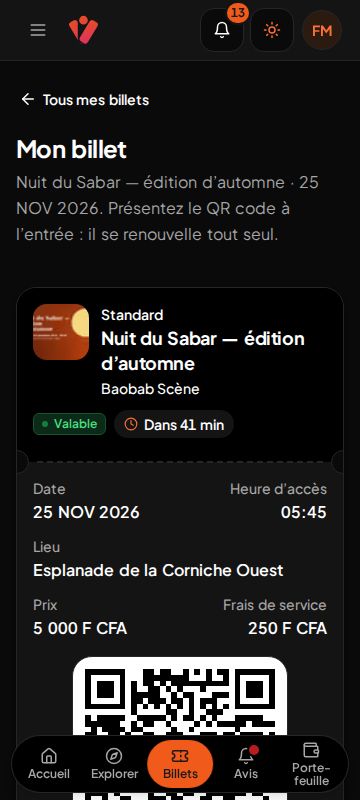 13
FM
Tous mes billets
Mon billet
Nuit du Sabar — édition d’automne · 25
NOV 2026. Présentez le QR code à
l’entrée : il se renouvelle tout seul.
Standard
Nuit du Sabar — édition
d’automne
Baobab Scène
Valable
Dans 41 min
Date
Heure d’accès
25 NOV 2026
05:45
Lieu
Esplanade de la Corniche Ouest
Prix
Frais de service
5 000 F CFA
250 F CFA
Accueil
Explorer
Billets
Avis
Porte-
feuille